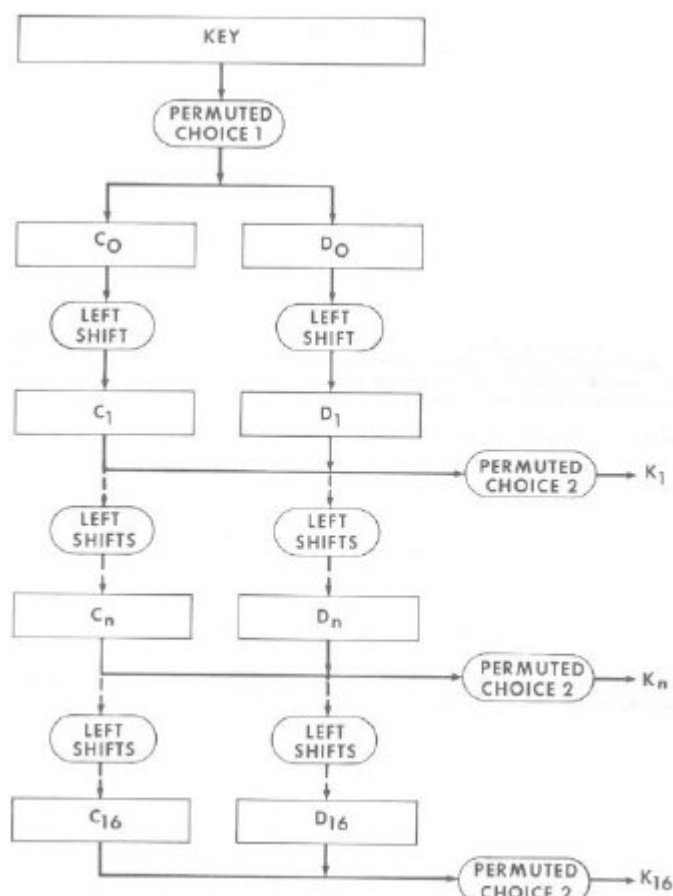 KEY
PERMUTED
CHOICE 1
C0 D0
LEFT
SHIFT
LEFT
SHIFT
C1 D1
PERMUTED
CHOICE 2
K1
LEFT
SHIFTS
LEFT
SHIFTS
Cn Dn
PERMUTED
CHOICE 2
Kn
LEFT
SHIFTS
LEFT
SHIFTS
C16 D16
PERMUTED
CHOICE 2
K16